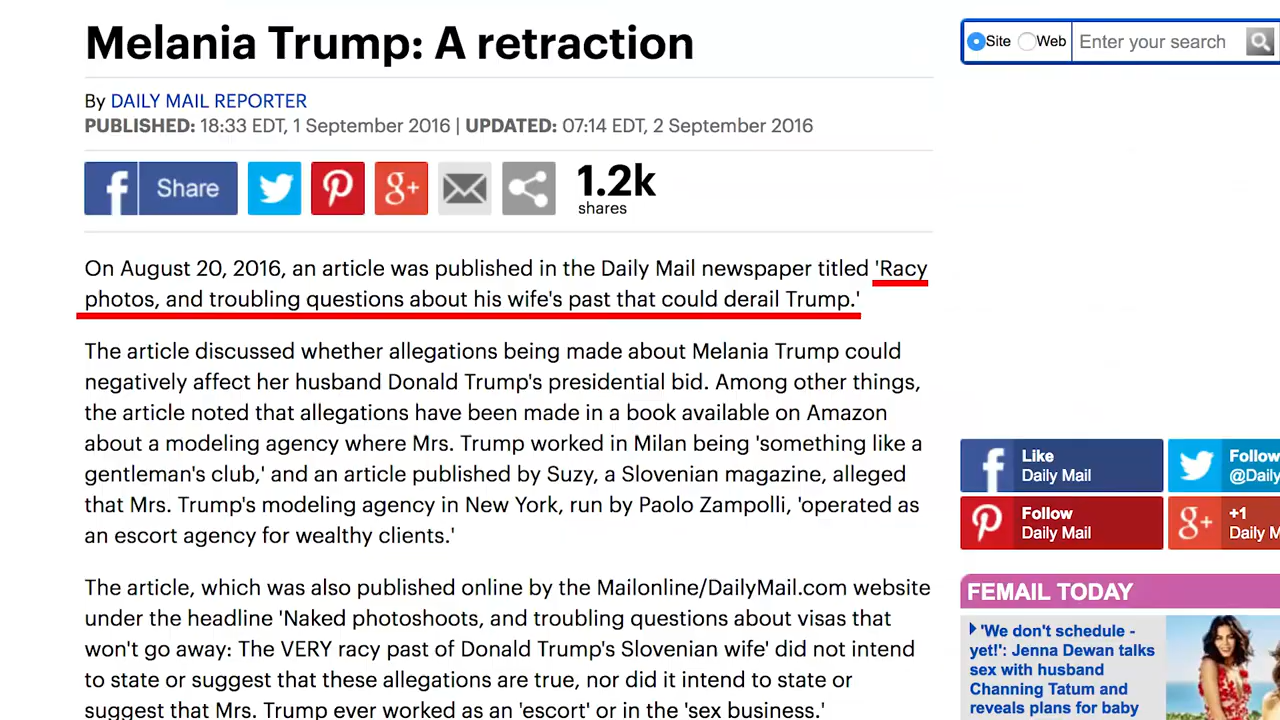 Melania Trump: A retraction
By DAILY MAIL REPORTER
PUBLISHED: 18:33 EDT, 1 September 2016 | UPDATED: 07:14 EDT, 2 September 2016
Share
1.2k
shares
On August 20, 2016, an article was published in the Daily Mail newspaper titled 'Racy
photos, and troubling questions about his wife's past that could derail Trump.'
The article discussed whether allegations being made about Melania Trump could
negatively affect her husband Donald Trump's presidential bid. Among other things,
the article noted that allegations have been made in a book available on Amazon
about a modeling agency where Mrs. Trump worked in Milan being 'something like a
gentleman's club,' and an article published by Suzy, a Slovenian magazine, alleged
that Mrs. Trump's modeling agency in New York, run by Paolo Zampolli, 'operated as
an escort agency for wealthy clients.'
The article, which was also published online by the Mailonline/DailyMail.com website
under the headline 'Naked photoshoots, and troubling questions about visas that
won't go away: The VERY racy past of Donald Trump's Slovenian wife' did not intend
to state or suggest that these allegations are true, nor did it intend to state or
suggest that Mrs. Trump ever worked as an 'escort' or in the 'sex business.'
Site Web Enter your search
Like
Daily Mail
Follow
@Daily
Follow
Daily Mail
+1
Daily M
FEMAIL TODAY
'We don't schedule -
yet!': Jenna Dewan talks
sex with husband
Channing Tatum and
reveals plans for baby